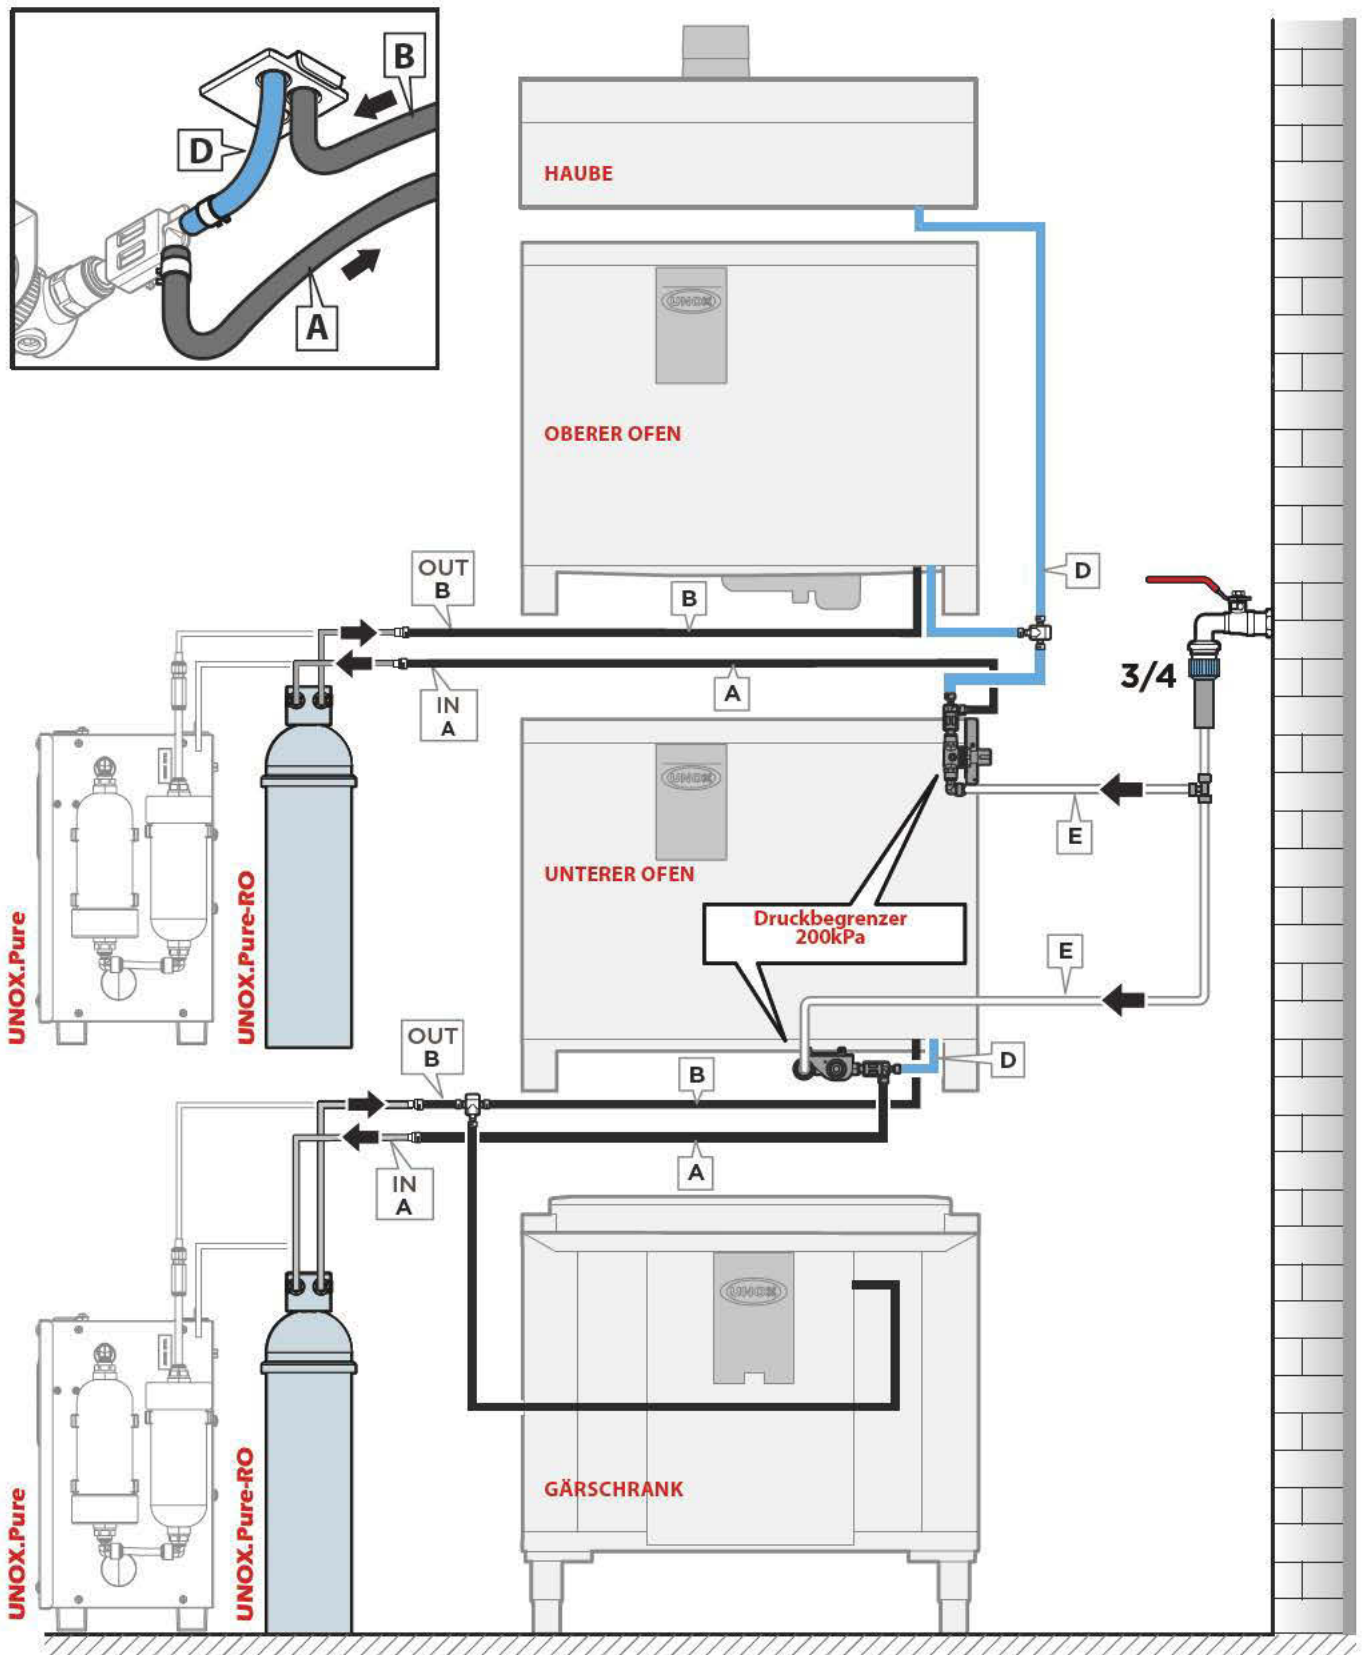 B
D
A
HAUBE
UNOX
OBERER OFEN
OUT
B
B
D
IN
A
A
3/4
UNOX
E
UNTERER OFEN
UNOX.Pure
UNOX.Pure-RO
Druckbegrenzer
200kPa
E
OUT
B
B
D
IN
A
A
UNOX
GÄRSCHRANK
UNOX.Pure
UNOX.Pure-RO